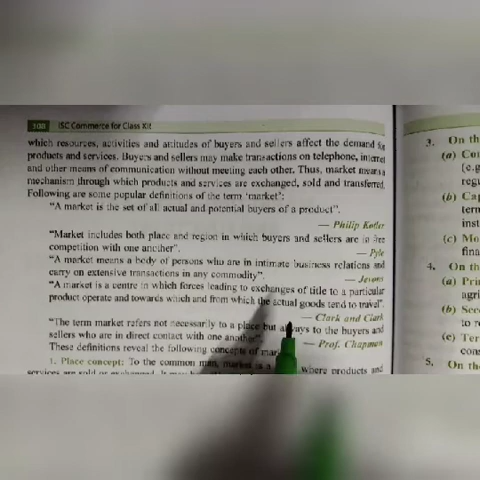 108 ISC Commerce for Class XII
which resources, activities and attitudes of buyers and sellers affect the demand for
products and services. Buyers and sellers may make transactions on telephone, internet
and other means of communication without meeting each other. Thus, market means a
mechanism through which products and services are exchanged, sold and transferred.
Following are some popular definitions of the term 'market':
"A market is the set of all actual and potential buyers of a product".
— Philip Kotler
"Market includes both place and region in which buyers and sellers are in free
competition with one another".
— Pyle
"A market means a body of persons who are in intimate business relations and
carry on extensive transactions in any commodity".
— Jevons
"A market is a centre in which forces leading to exchanges of title to a particular
product operate and towards which and from which the actual goods tend to travel".
— Clark and Clark
"The term market refers not necessarily to a place but always to the buyers and
sellers who are in direct contact with one another"
— Prof. Chapman
These definitions reveal the following concepts of
1. Place concept: To the common man, market is a where products and
services are sold or exchanged. It may
3. On th
(a)
(e.g
regu
(b) Cap
term
inst
(c) Mo
fina
4. On th
(a) Pri
agri
(b) Sec
to
(c) Ter
cons
5. On the